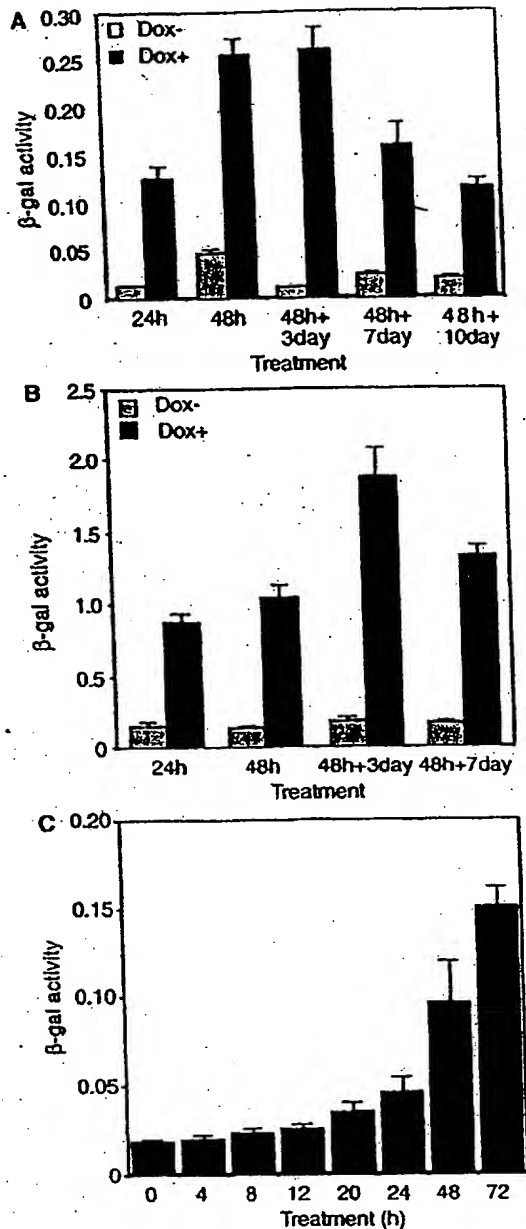 A
0.30
Dox-
Dox+
0.25
0.20
0.15
0.10
0.05
0
β-gal activity
24h 48h 48h+ 48h+ 48h+
3day 7day 10day
Treatment
B
2.5
Dox-
Dox+
2.0
1.5
1.0
0.5
0
β-gal activity
24h 48h 48h+3day 48h+7day
Treatment
C
0.20
0.15
0.10
0.05
0
β-gal activity
0 4 8 12 20 24 48 72
Treatment (h)